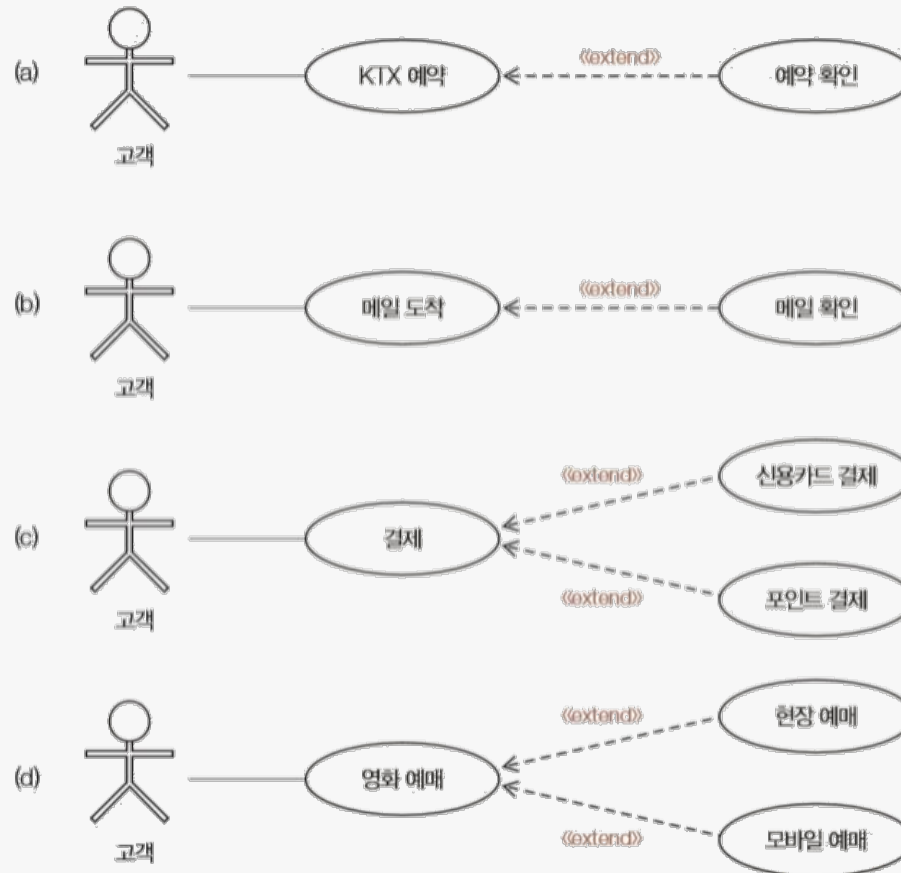 (a)
고객
KTX 예약
《extend》
예약 확인
(b)
고객
메일 도착
《extend》
메일 확인
(c)
고객
결제
《extend》
신용카드 결제
《extend》
포인트 결제
(d)
고객
영화 예매
《extend》
현장 예매
《extend》
모바일 예매